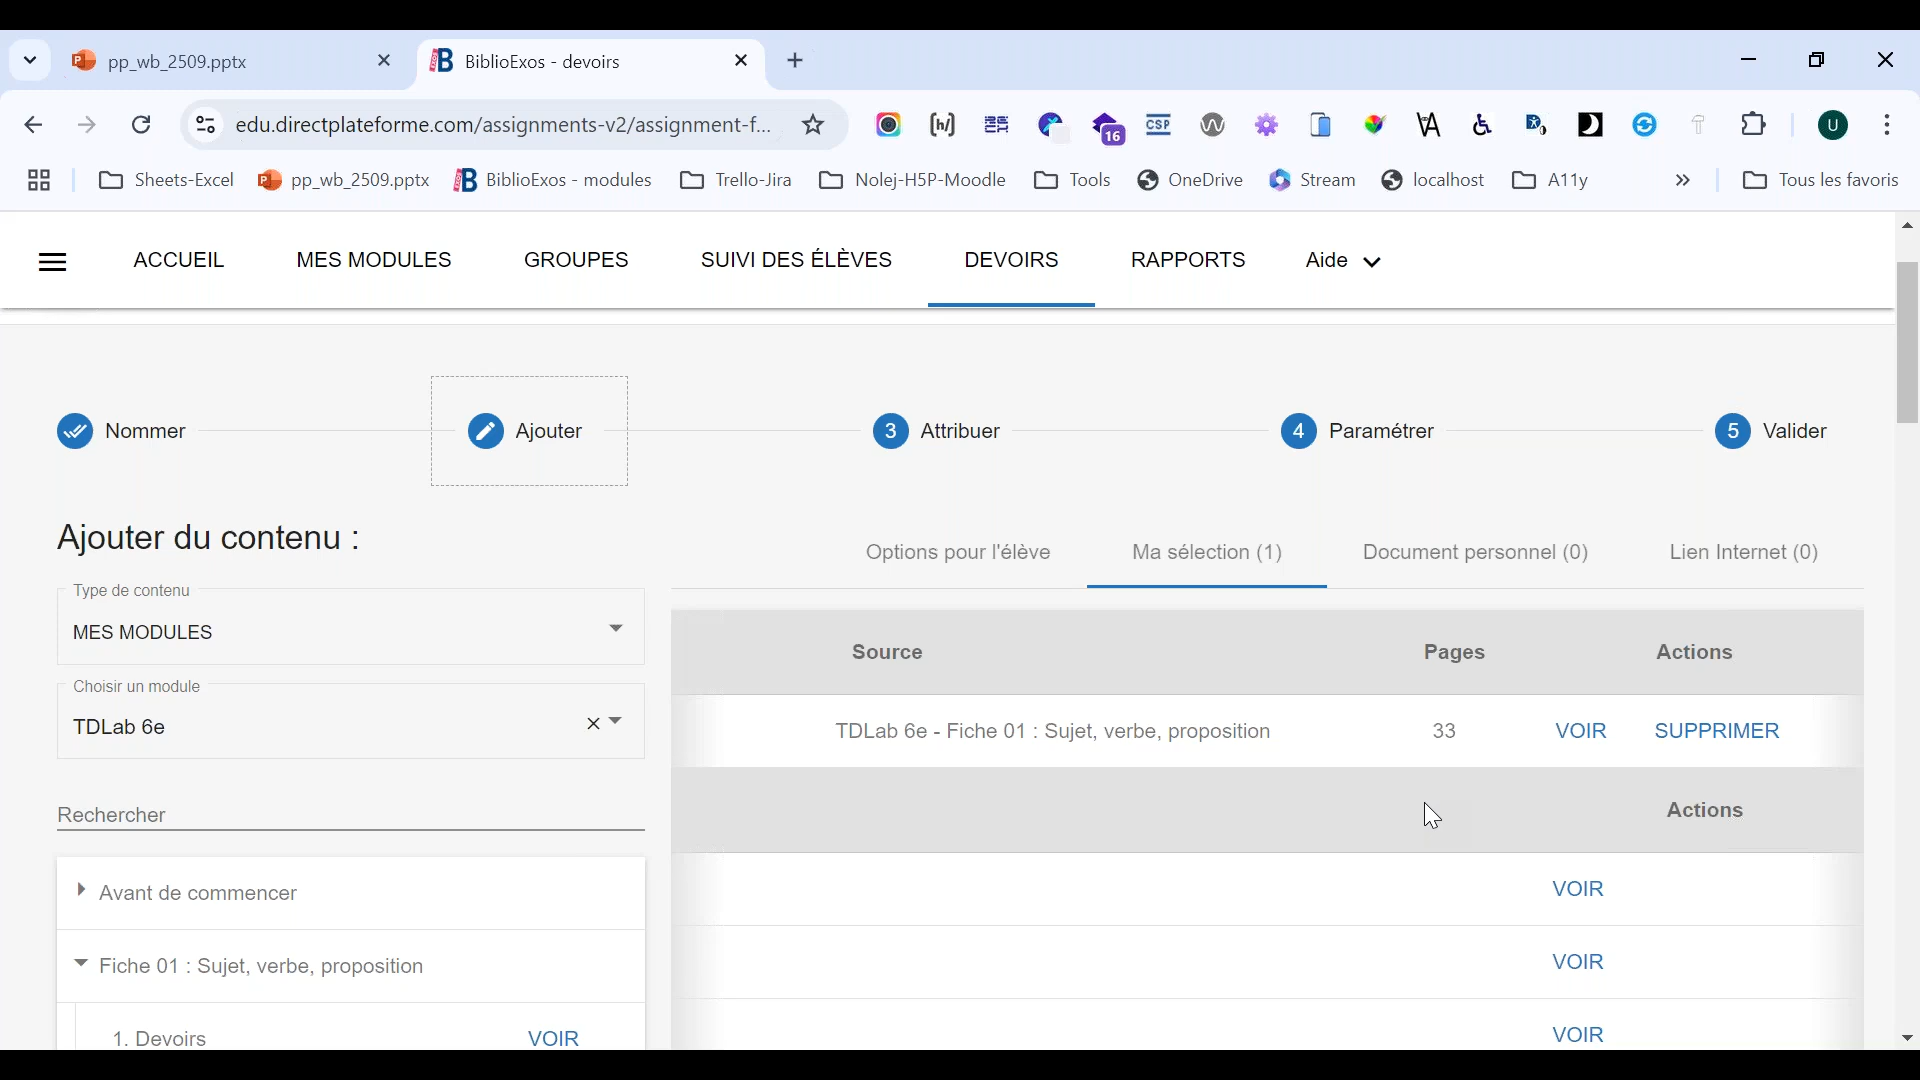 pp_wb_2509.pptx
BiblioExos - devoirs
edu.directplateforme.com/assignments-v2/assignment-f...
16
CSP
U
Sheets-Excel
pp_wb_2509.pptx
BiblioExos - modules
Trello-Jira
Nolej-H5P-Moodle
Tools
OneDrive
Stream
localhost
A11y
»
Tous les favoris
ACCUEIL
MES MODULES
GROUPES
SUIVI DES ÉLÈVES
DEVOIRS
RAPPORTS
Aide
Nommer
Ajouter
3 Attribuer
4 Paramétrer
5 Valider
Ajouter du contenu :
Options pour l'élève
Ma sélection (1)
Document personnel (0)
Lien Internet (0)
Type de contenu
MES MODULES
Choisir un module
TDLab 6e
Rechercher
Avant de commencer
Fiche 01 : Sujet, verbe, proposition
1. Devoirs VOIR
Source Pages Actions
TDLab 6e - Fiche 01 : Sujet, verbe, proposition 33 VOIR SUPPRIMER
Actions
VOIR
VOIR
VOIR